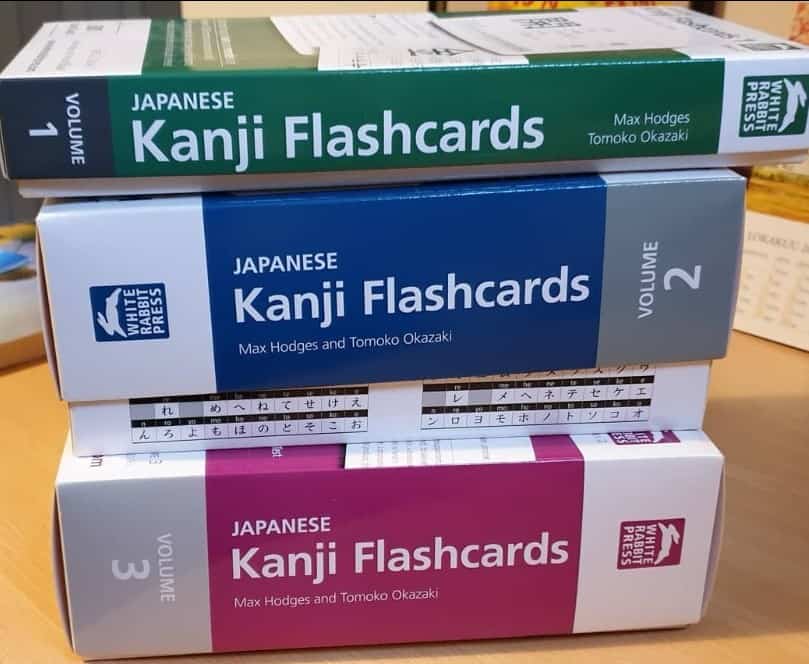 VOLUME
1
JAPANESE
Kanji Flashcards
Max Hodges
Tomoko Okazaki
WHITE
RABBIT
PRESS
WHITE
RABBIT
PRESS
JAPANESE
Kanji Flashcards
Max Hodges and Tomoko Okazaki
VOLUME
2
れ め へ ね て せ け え
ん ろ よ も ほ の と そ こ お
レ メ ヘ ネ テ セ ケ エ
ン ロ ヨ モ ホ ノ ト ソ コ オ
VOLUME
3
JAPANESE
Kanji Flashcards
Max Hodges and Tomoko Okazaki
WHITE
RABBIT
PRESS